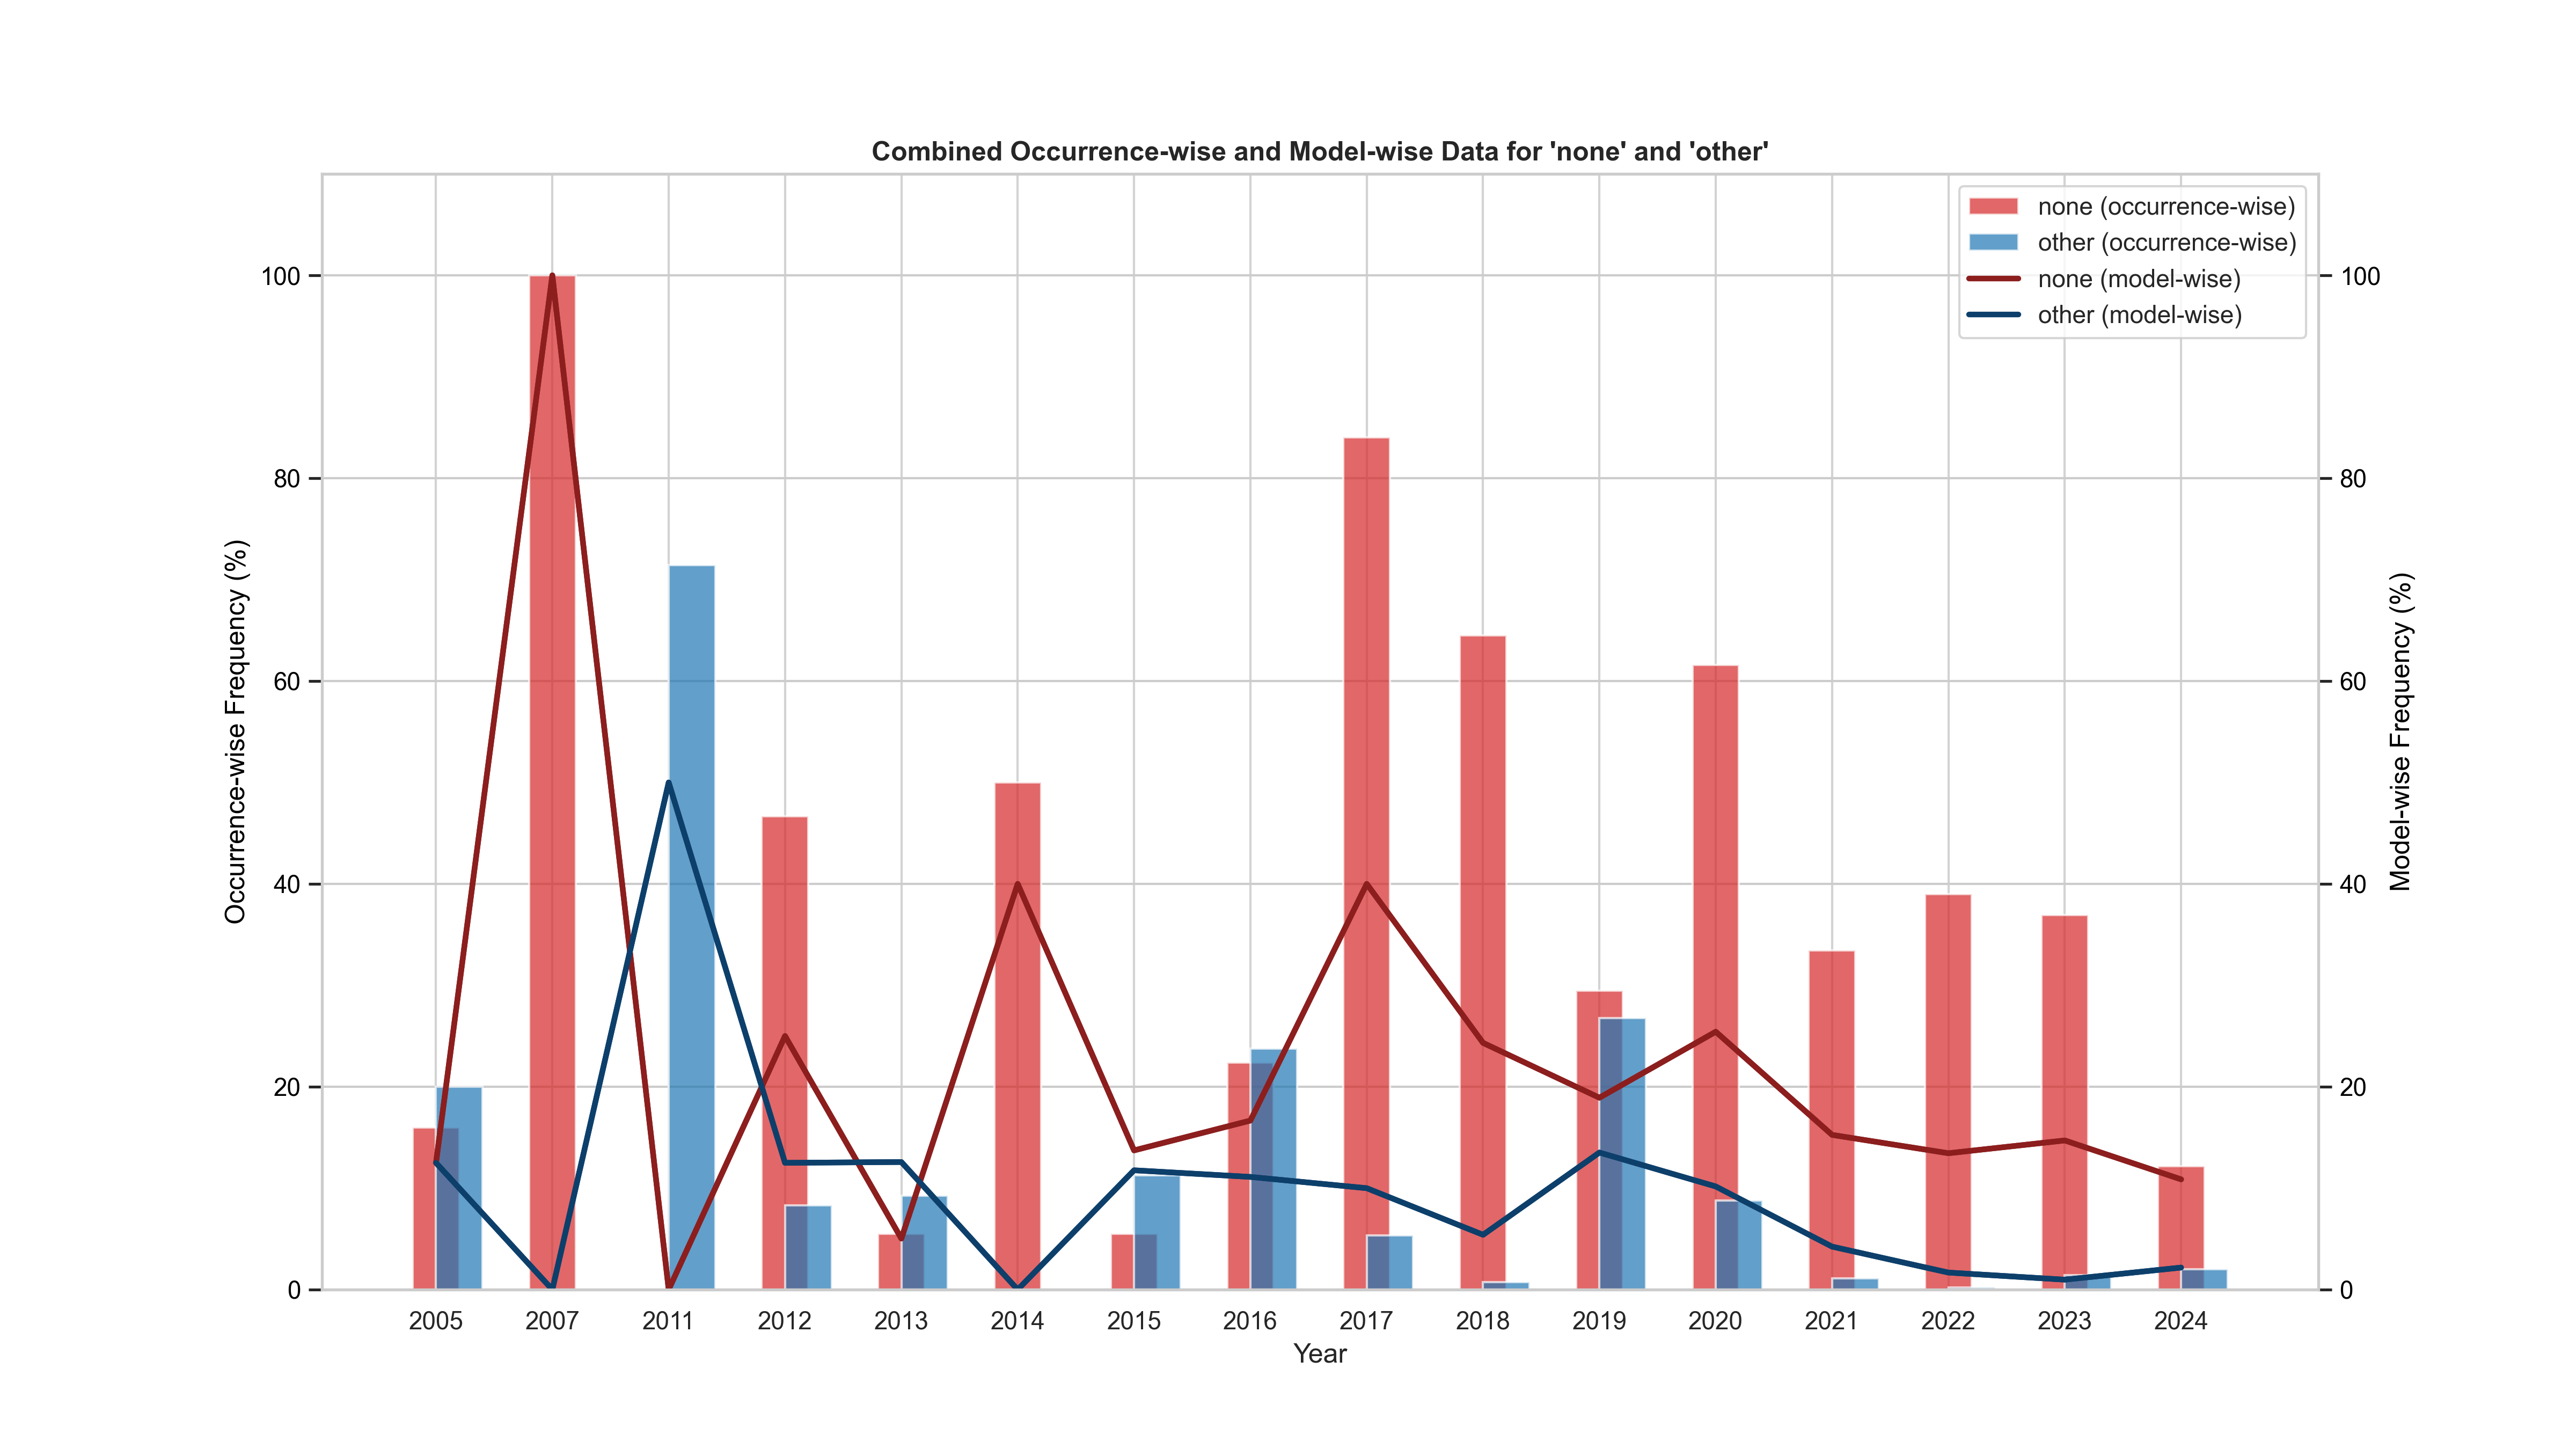 Combined Occurrence-wise and Model-wise Data for 'none' and 'other'
none (occurrence-wise)
other (occurrence-wise)
none (model-wise)
other (model-wise)
Occurrence-wise Frequency (%)
100
80
60
40
20
0
Model-wise Frequency (%)
100
80
60
40
20
0
2005 2007 2011 2012 2013 2014 2015 2016 2017 2018 2019 2020 2021 2022 2023 2024
Year